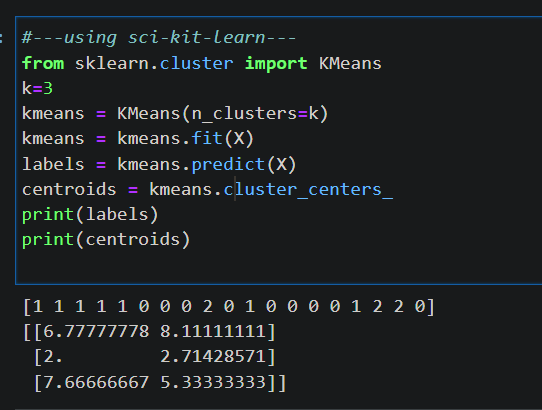 #---using sci-kit-learn---
from sklearn.cluster import KMeans
k=3
kmeans = KMeans(n_clusters=k)
kmeans = kmeans.fit(X)
labels = kmeans.predict(X)
centroids = kmeans.cluster_centers_
print(labels)
print(centroids)
[1 1 1 1 1 0 0 0 2 0 1 0 0 0 0 1 2 2 0]
[[6.77777778 8.11111111]
 [2.         2.71428571]
 [7.66666667 5.33333333]]